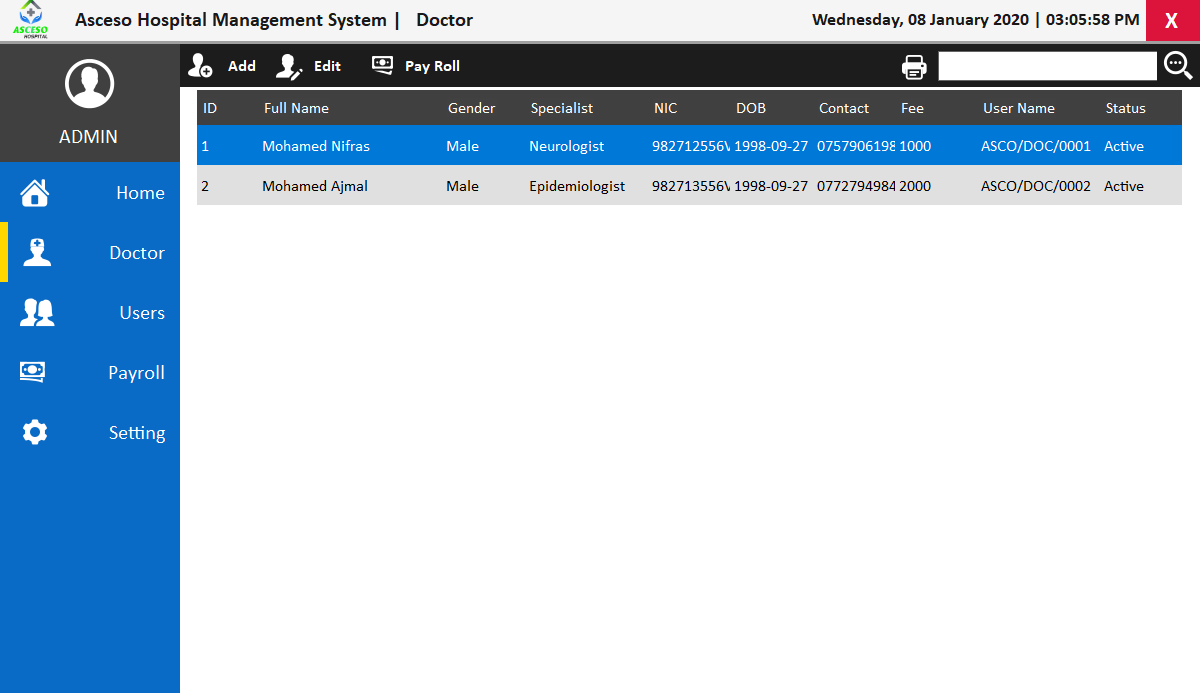 ASCESO
HOSPITAL
Asceso Hospital Management System | Doctor
Wednesday, 08 January 2020 | 03:05:58 PM
X
ADMIN
Add Edit Pay Roll
Home
Doctor
Users
Payroll
Setting
ID Full Name Gender Specialist NIC DOB Contact Fee User Name Status
1 Mohamed Nifras Male Neurologist 982712556V 1998-09-27 0757906198 1000 ASCO/DOC/0001 Active
2 Mohamed Ajmal Male Epidemiologist 982713556V 1998-09-27 0772794984 2000 ASCO/DOC/0002 Active